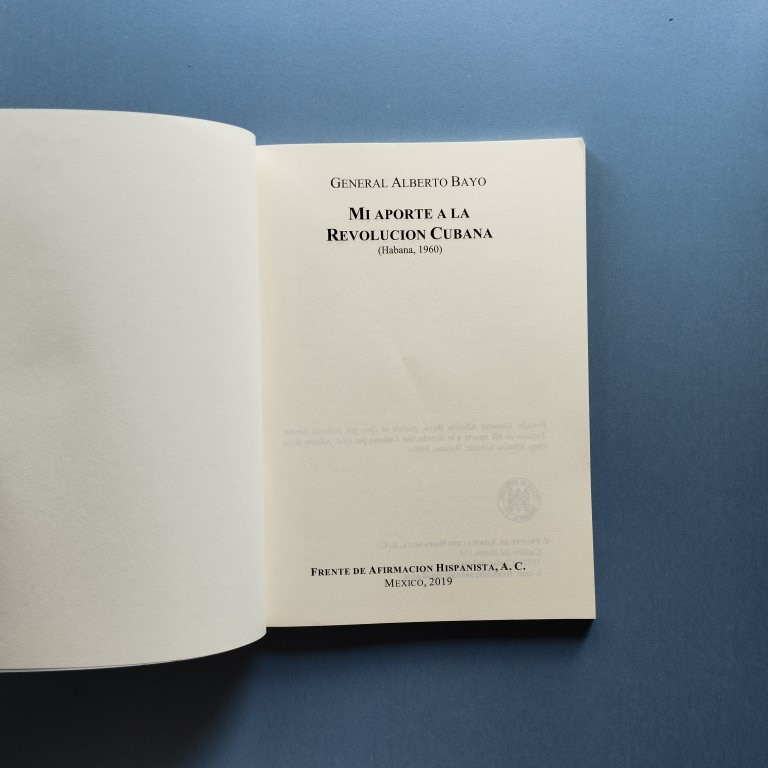 GENERAL ALBERTO BAYO
MI APORTE A LA
REVOLUCION CUBANA
(Habana, 1960)
FRENTE DE AFIRMACION HISPANISTA, A. C.
MEXICO, 2019